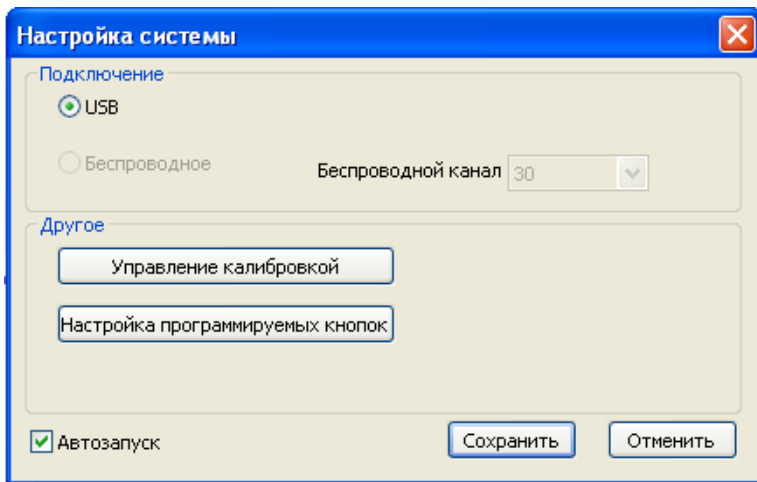 Настройка системы
Подключение
USB
Беспроводное
Беспроводной канал 30
Другое
Управление калибровкой
Настройка программируемых кнопок
Автозапуск
Сохранить
Отменить